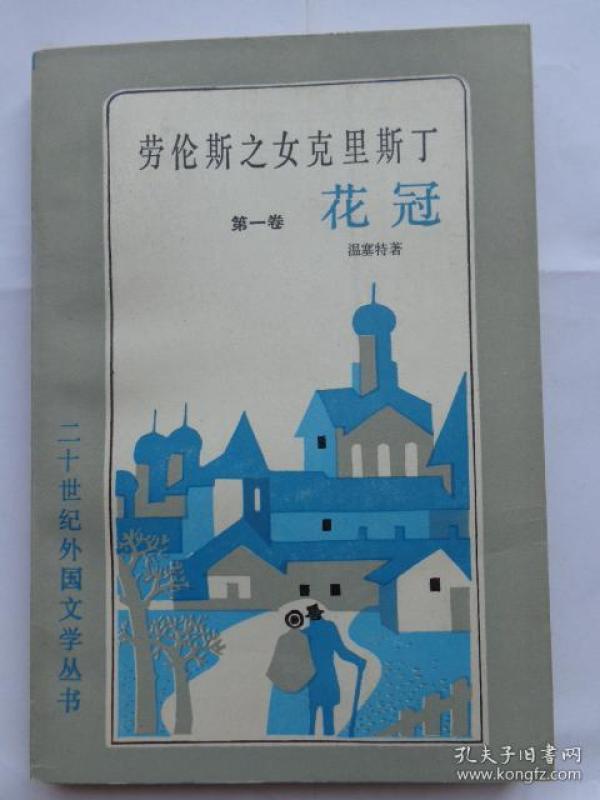 劳伦斯之女克里斯丁
第一卷 花冠
温塞特著
二十世纪外国文学丛书
孔夫子旧書网
www.kongfz.com